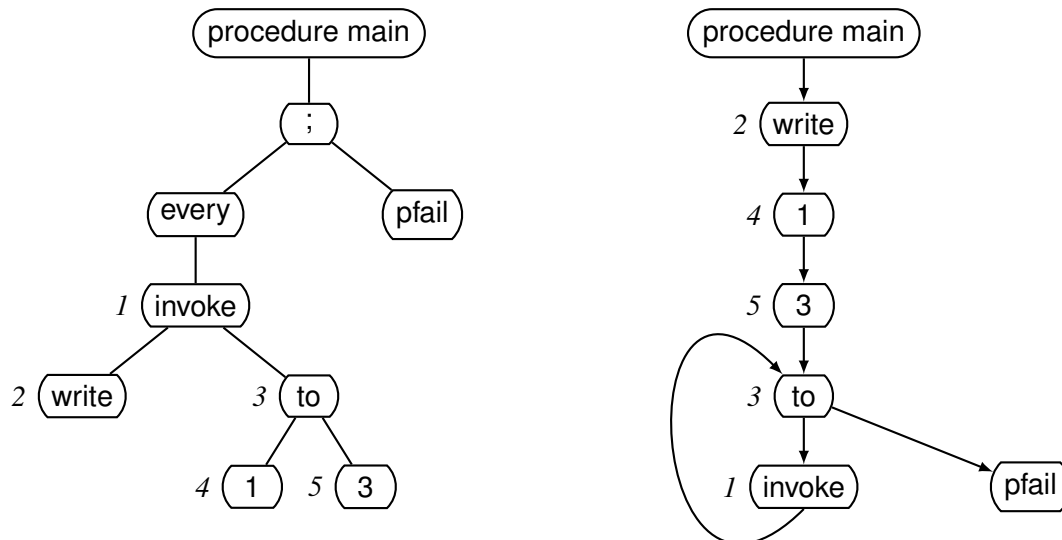 procedure main
;
every
pfail
1 invoke
2 write
3 to
4 1
5 3
procedure main
2 write
4 1
5 3
3 to
1 invoke
pfail